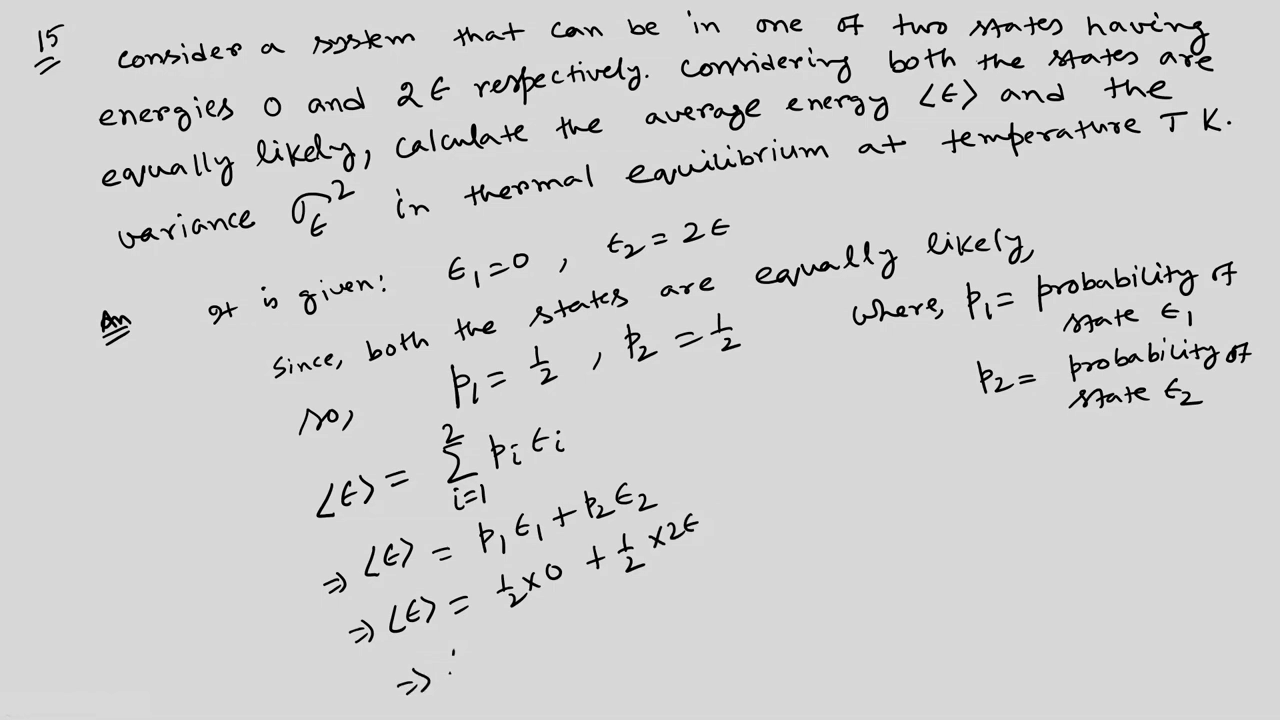 15 Consider a system that can be in one of two states having
energies 0 and 2ϵ respectively. Considering both the states are
equally likely, calculate the average energy ⟨ϵ⟩ and the
variance σ_ϵ² in thermal equilibrium at temperature T K.
Ans It is given: ϵ₁=0 , ϵ₂=2ϵ
Since, both the states are equally likely,
so, p₁= 1/2 , p₂ = 1/2
where, p₁= probability of
state ϵ₁
p₂= probability of
state ϵ₂
⟨ϵ⟩ = ∑_{i=1}^{2} pᵢ ϵᵢ
⇒ ⟨ϵ⟩ = p₁ϵ₁+p₂ϵ₂
⇒ ⟨ϵ⟩ = 1/2×0 + 1/2×2ϵ
⇒